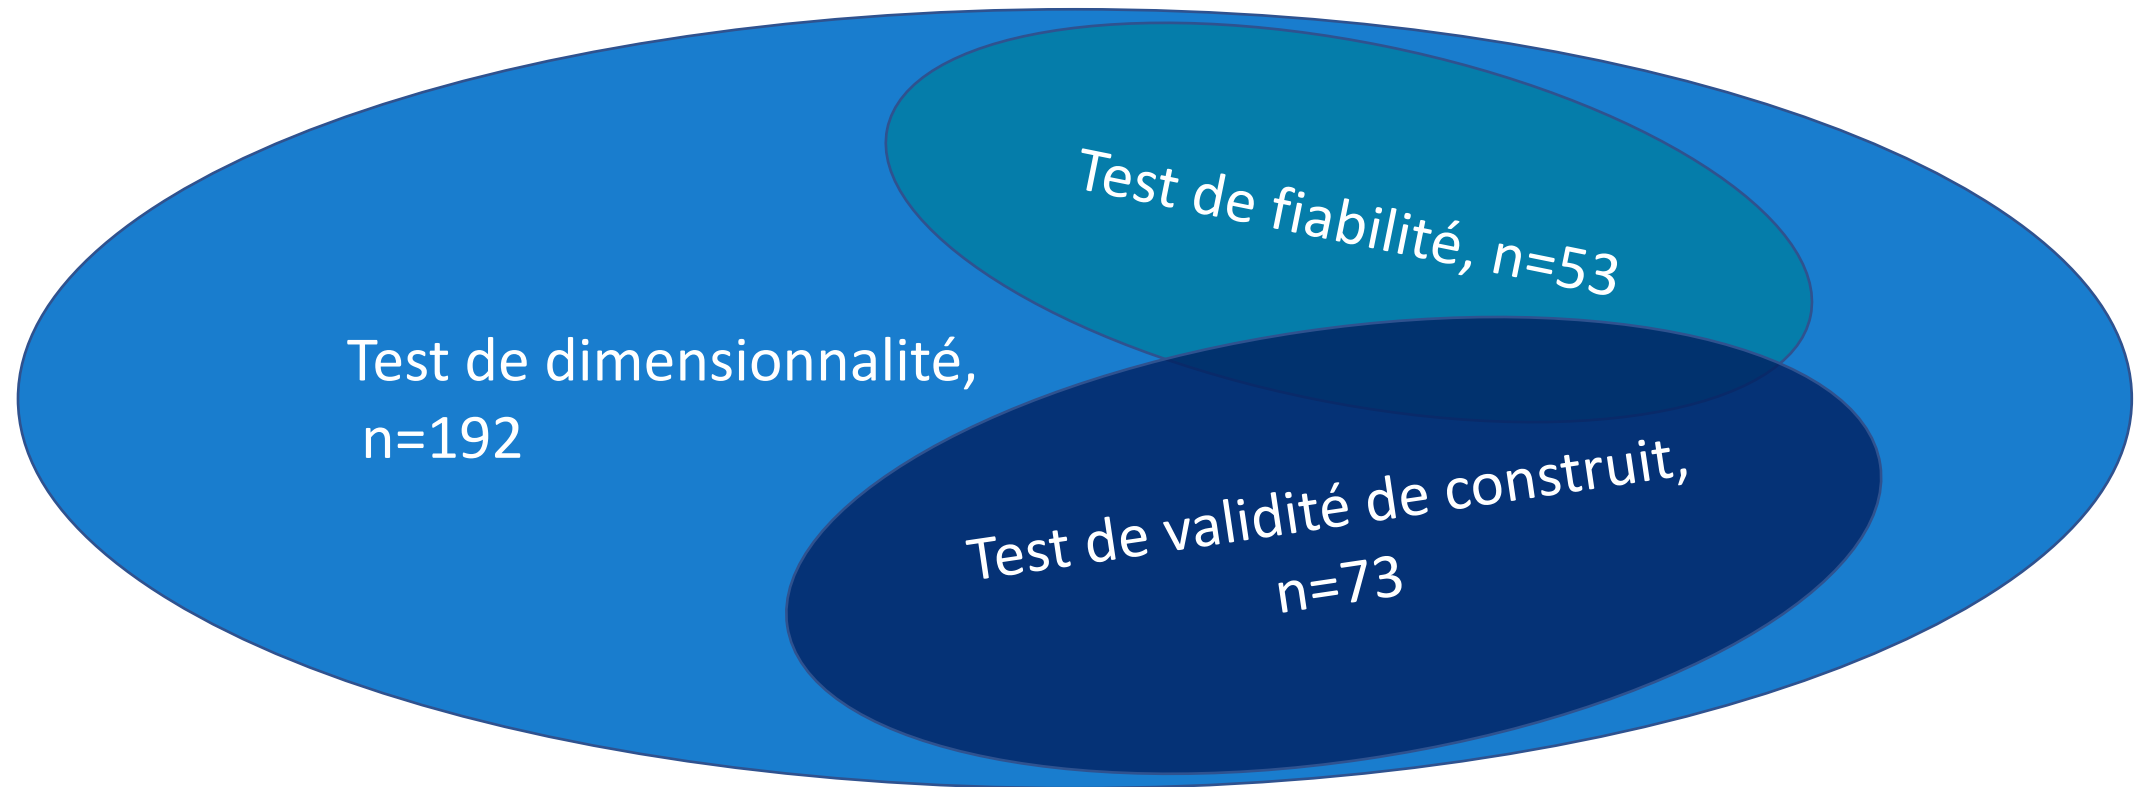 Test de fiabilité, n=53
Test de dimensionnalité,
n=192
Test de validité de construit,
n=73